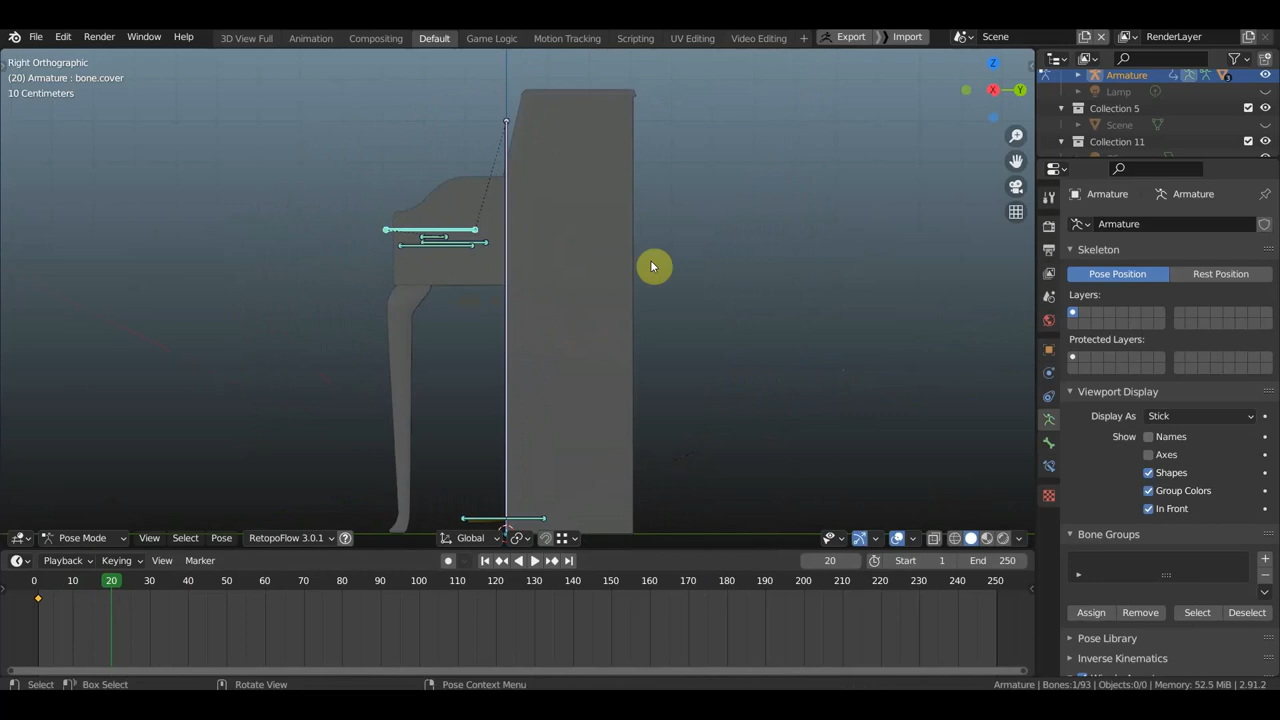 File Edit Render Window Help 3D View Full Animation Compositing Default Game Logic Motion Tracking Scripting UV Editing Video Editing + Export Import Scene RenderLayer
Right Orthographic
(20) Armature : bone.cover
10 Centimeters
Z
X
Y
Armature
3
Lamp
Collection 5
Scene
Collection 11
Armature Armature
Armature
Skeleton
Pose Position Rest Position
Layers:
Protected Layers:
Viewport Display
Display As Stick
Show Names
Axes
Shapes
Group Colors
In Front
Bone Groups
Assign Remove Select Deselect
Pose Library
Inverse Kinematics
Pose Mode View Select Pose RetopoFlow 3.0.1 Global
Playback Keying View Marker 20 Start 1 End 250
0 10 20 30 40 50 60 70 80 90 100 110 120 130 140 150 160 170 180 190 200 210 220 230 240 250
Select Box Select Rotate View Pose Context Menu Armature | Bones:1/93 | Objects:0/0 | Memory: 52.5 MiB | 2.91.2